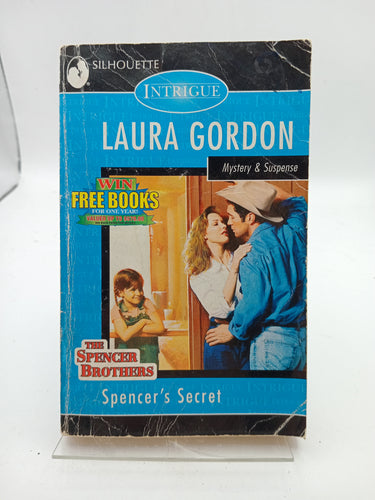 SILHOUETTE
INTRIGUE
LAURA GORDON
Mystery & Suspense
WIN
FREE BOOKS
FOR ONE YEAR!
THE
SPENCER
BROTHERS
Spencer's Secret